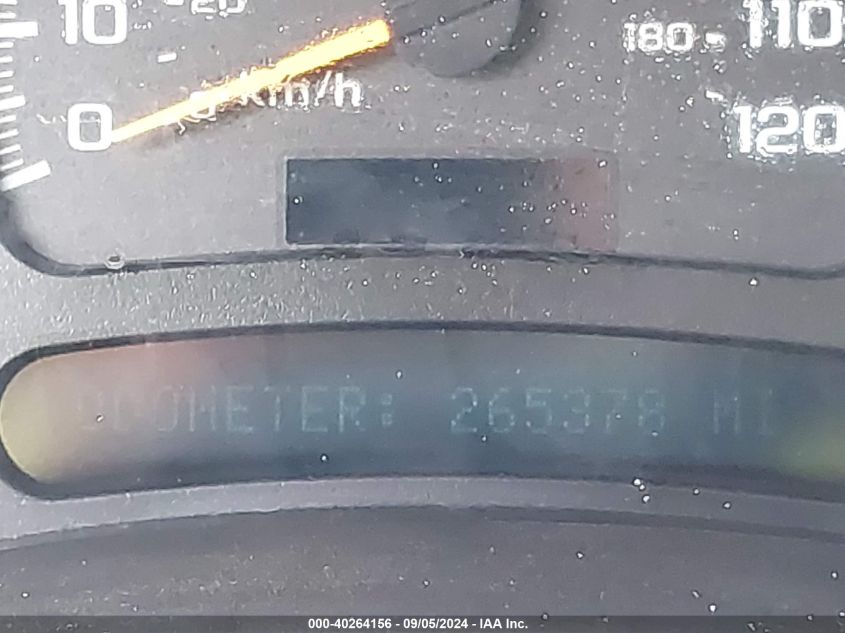 10 20 180 110
km/h
0 120
ODOMETER: 265378 MI
000-40264156 - 09/05/2024 - IAA Inc.